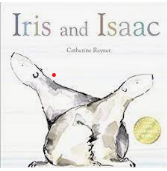 Iris and Isaac
Catherine Rayner